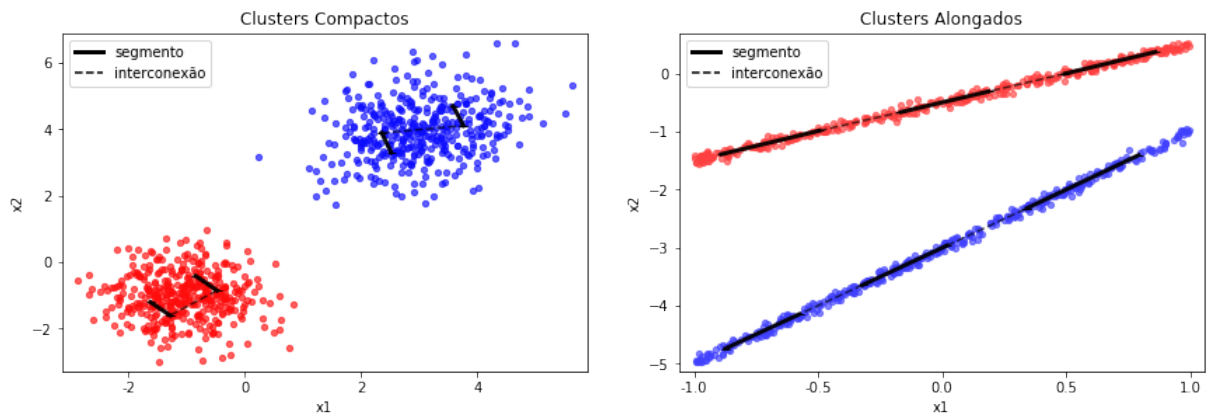 Clusters Compactos
segmento
interconexão
6
4
2
0
-2
x2
-2
0
2
4
x1
Clusters Alongados
segmento
interconexão
0
-1
-2
-3
-4
-5
x2
-1.0
-0.5
0.0
0.5
1.0
x1